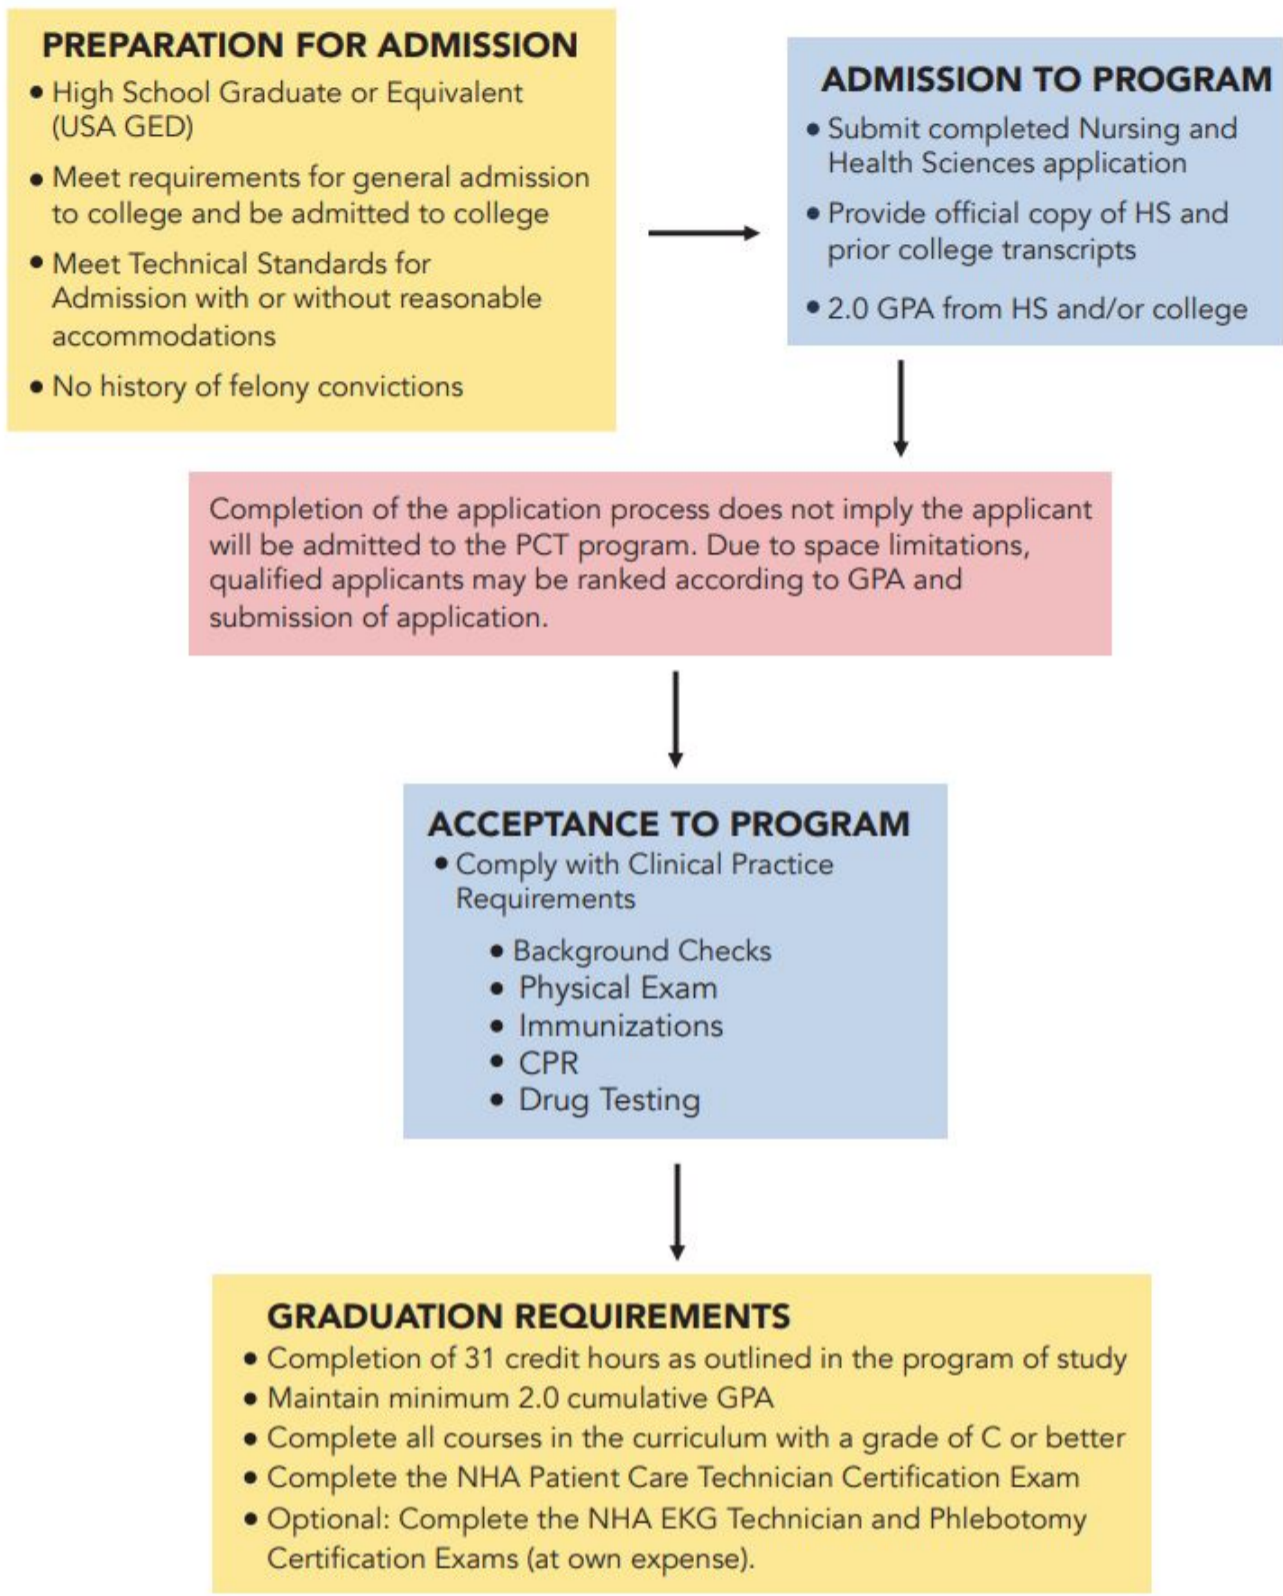 PREPARATION FOR ADMISSION
• High School Graduate or Equivalent
(USA GED)
• Meet requirements for general admission
to college and be admitted to college
• Meet Technical Standards for
Admission with or without reasonable
accommodations
• No history of felony convictions
ADMISSION TO PROGRAM
• Submit completed Nursing and
Health Sciences application
• Provide official copy of HS and
prior college transcripts
• 2.0 GPA from HS and/or college
Completion of the application process does not imply the applicant
will be admitted to the PCT program. Due to space limitations,
qualified applicants may be ranked according to GPA and
submission of application.
ACCEPTANCE TO PROGRAM
• Comply with Clinical Practice
Requirements
• Background Checks
• Physical Exam
• Immunizations
• CPR
• Drug Testing
GRADUATION REQUIREMENTS
• Completion of 31 credit hours as outlined in the program of study
• Maintain minimum 2.0 cumulative GPA
• Complete all courses in the curriculum with a grade of C or better
• Complete the NHA Patient Care Technician Certification Exam
• Optional: Complete the NHA EKG Technician and Phlebotomy
Certification Exams (at own expense).